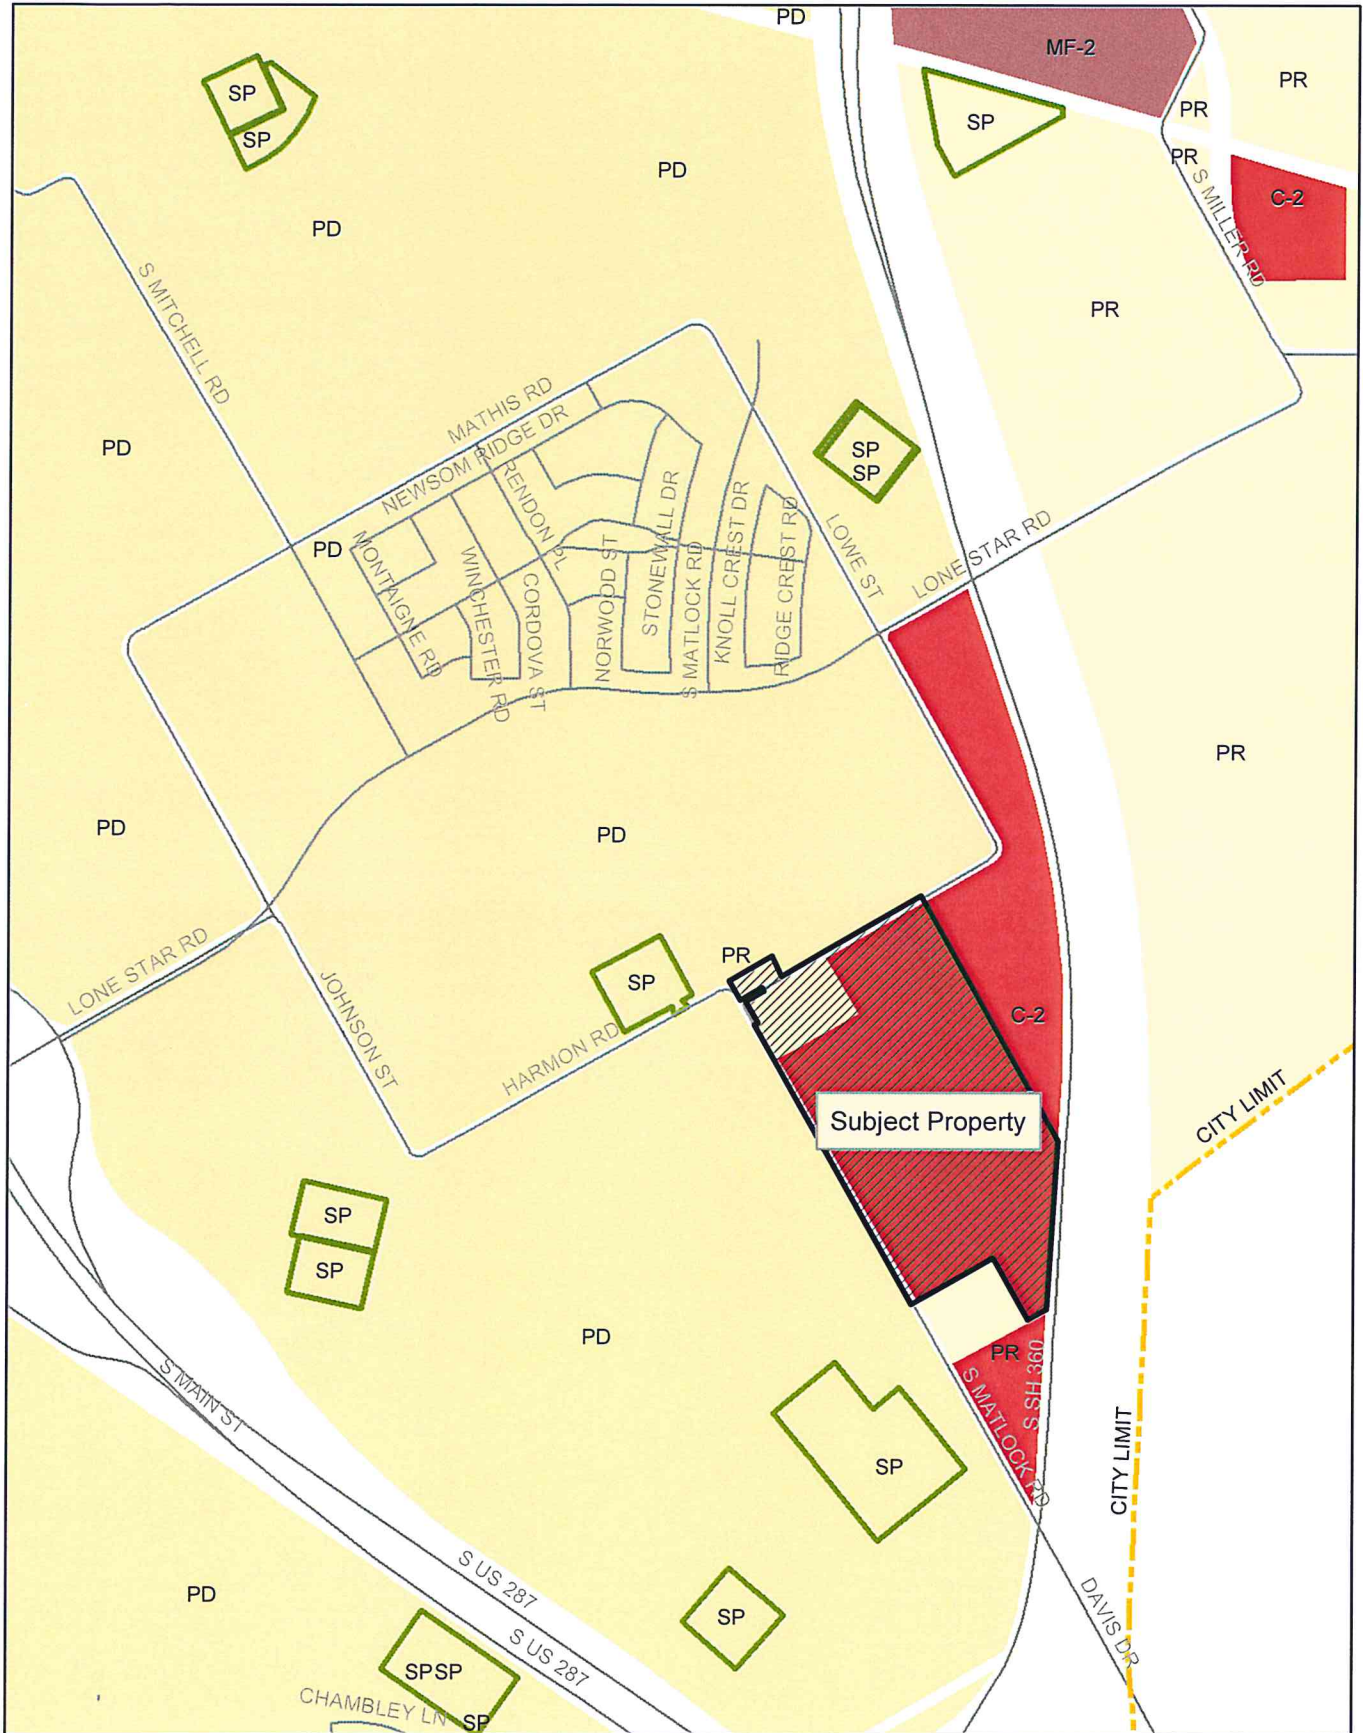 PD
MF-2
PR
SP
SP
SP
PR
PD
PR
C-2
S MILLER RD
PD
S MITCHELL RD
PR
MATHIS RD
NEWSOM RIDGE DR
PD
SP
SP
RENDON PL
STONEWALL DR
KNOLL CREST DR
RIDGE CREST RD
LOWE ST
LONE STAR RD
PD
MONTAIGNE RD
WINCHESTER RD
CORDOVA ST
NORWOOD ST
S MATLOCK RD
PR
PD
PD
LONE STAR RD
PR
SP
JOHNSON ST
HARMON RD
C-2
Subject Property
CITY LIMIT
SP
SP
PD
PR
S SH 360
S MATLOCK RD
S MAIN ST
SP
CITY LIMIT
S US 287
PD
SP
DAVIS DR
S US 287
SPSP
CHAMBLEY LN
SP